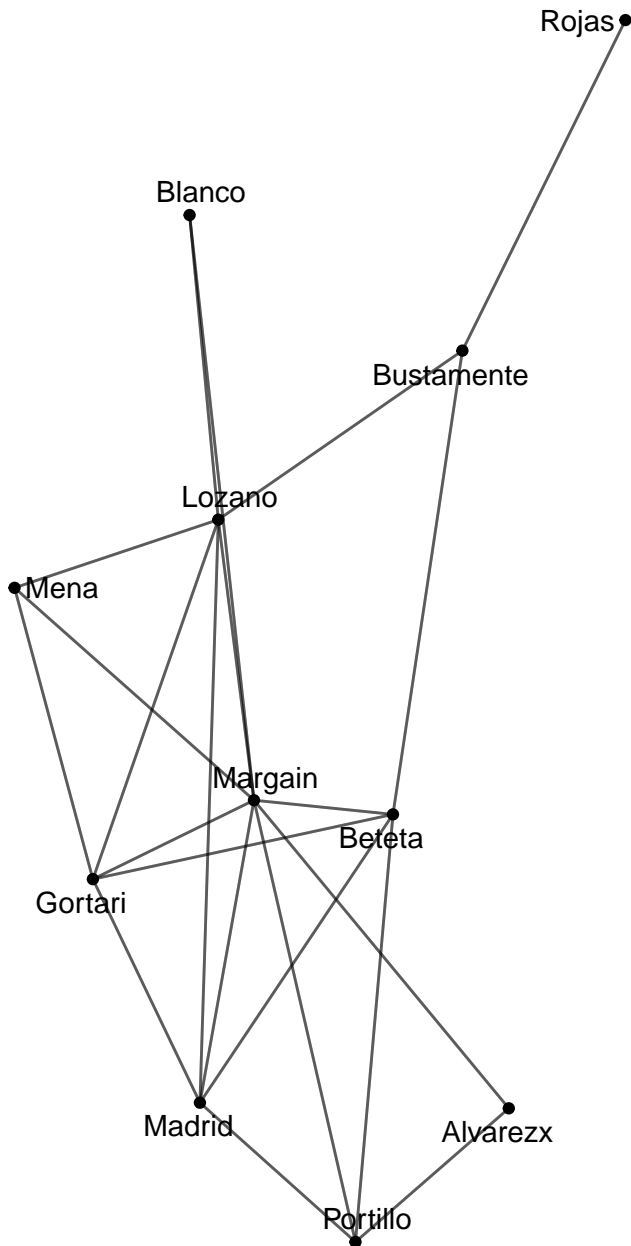 Rojas
Blanco
Bustamente
Lozano
Mena
Margain
Beteta
Gortari
Madrid
Alvarezx
Portillo